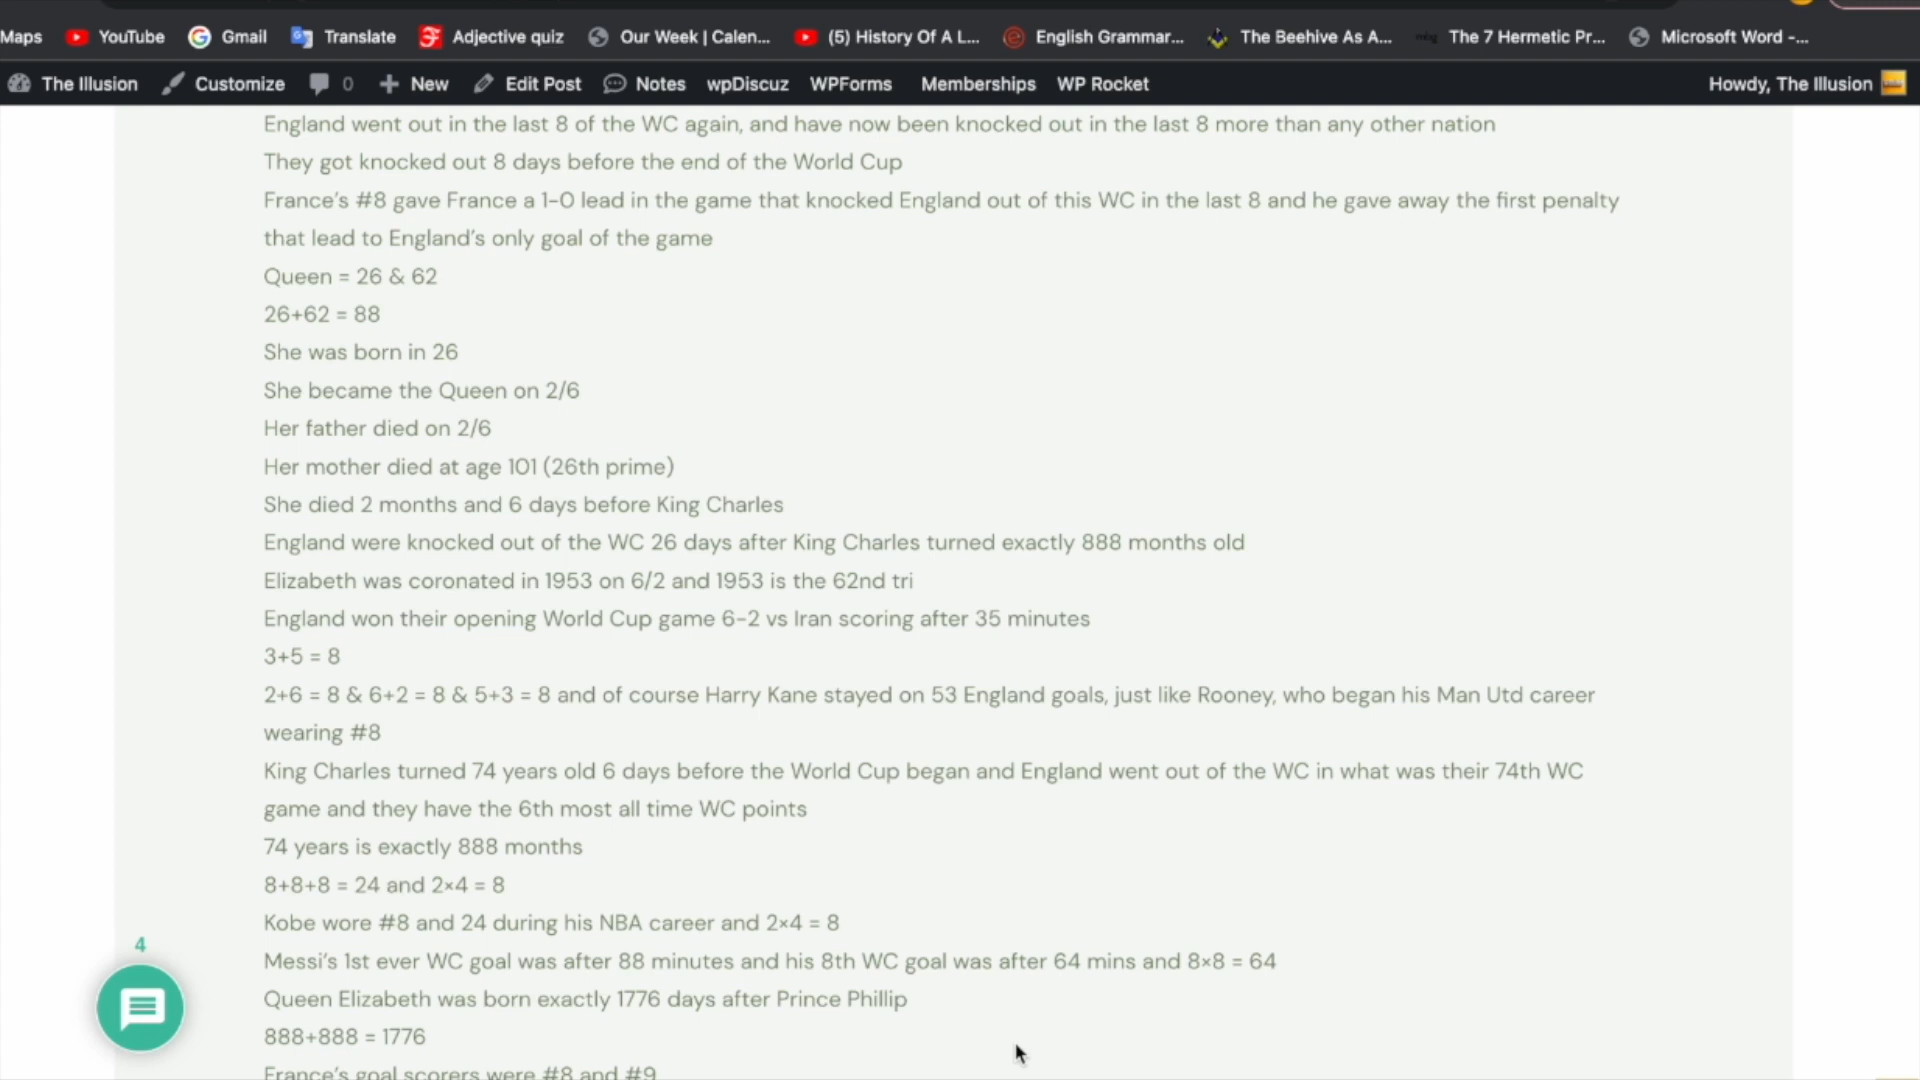 Maps YouTube Gmail Translate Adjective quiz Our Week | Calen... (5) History Of A L... English Grammar... The Beehive As A... The 7 Hermetic Pr... Microsoft Word -...
The Illusion Customize 0 New Edit Post Notes wpDiscuz WPForms Memberships WP Rocket Howdy, The Illusion
England went out in the last 8 of the WC again, and have now been knocked out in the last 8 more than any other nation
They got knocked out 8 days before the end of the World Cup
France's #8 gave France a 1-0 lead in the game that knocked England out of this WC in the last 8 and he gave away the first penalty
that lead to England's only goal of the game
Queen = 26 & 62
26+62 = 88
She was born in 26
She became the Queen on 2/6
Her father died on 2/6
Her mother died at age 101 (26th prime)
She died 2 months and 6 days before King Charles
England were knocked out of the WC 26 days after King Charles turned exactly 888 months old
Elizabeth was coronated in 1953 on 6/2 and 1953 is the 62nd tri
England won their opening World Cup game 6-2 vs Iran scoring after 35 minutes
3+5 = 8
2+6 = 8 & 6+2 = 8 & 5+3 = 8 and of course Harry Kane stayed on 53 England goals, just like Rooney, who began his Man Utd career
wearing #8
King Charles turned 74 years old 6 days before the World Cup began and England went out of the WC in what was their 74th WC
game and they have the 6th most all time WC points
74 years is exactly 888 months
8+8+8 = 24 and 2×4 = 8
Kobe wore #8 and 24 during his NBA career and 2×4 = 8
4
Messi's 1st ever WC goal was after 88 minutes and his 8th WC goal was after 64 mins and 8×8 = 64
Queen Elizabeth was born exactly 1776 days after Prince Phillip
888+888 = 1776
France's goal scorers were #8 and #9